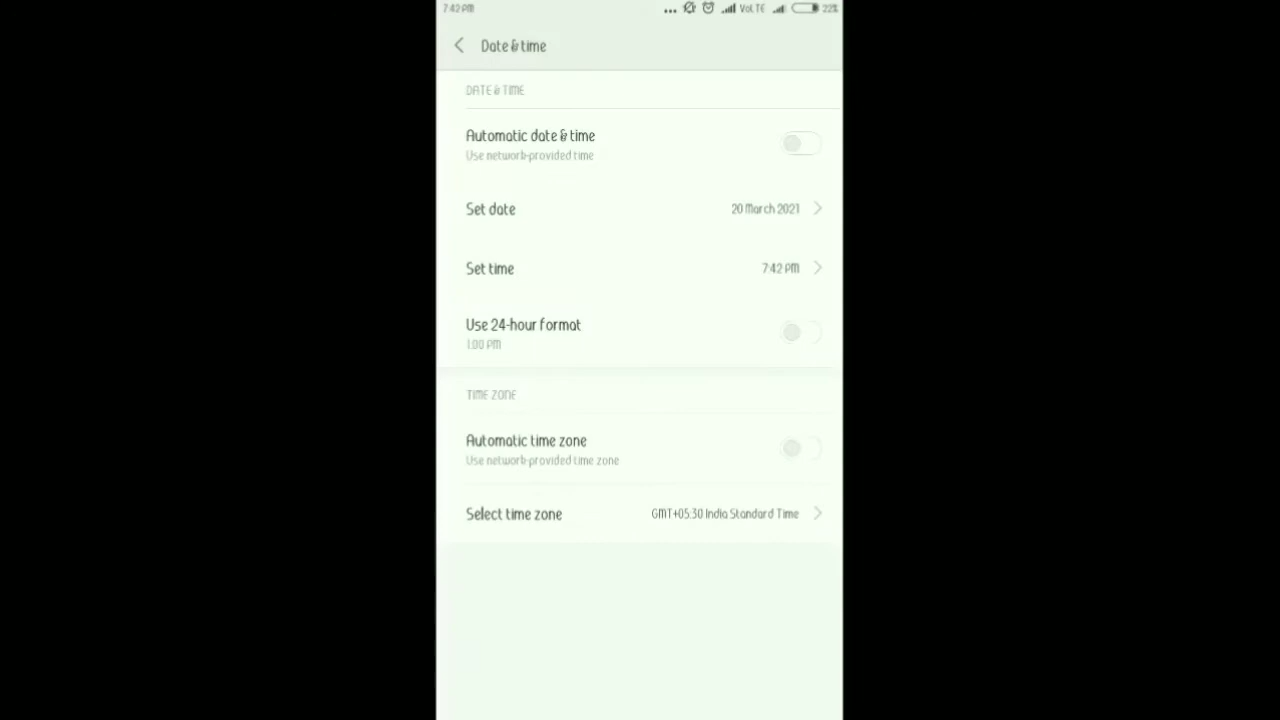 7:42 PM ... VoLTE 22%
Date & time
DATE & TIME
Automatic date & time
Use network-provided time
Set date 20 March 2021
Set time 7:42 PM
Use 24-hour format
1:00 PM
TIME ZONE
Automatic time zone
Use network-provided time zone
Select time zone GMT+05:30 India Standard Time